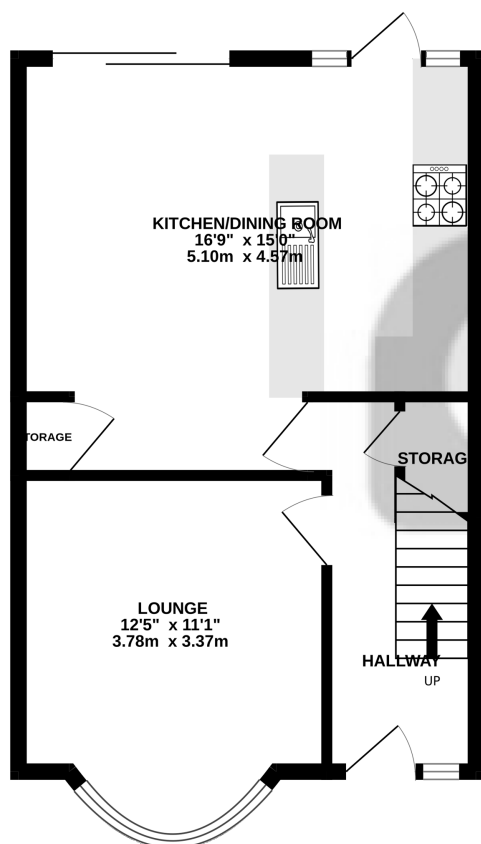 KITCHEN/DINING ROOM
16'9" x 15'0"
5.10m x 4.57m
TORAGE
STORAG
LOUNGE
12'5" x 11'1"
3.78m x 3.37m
HALLWAY
UP